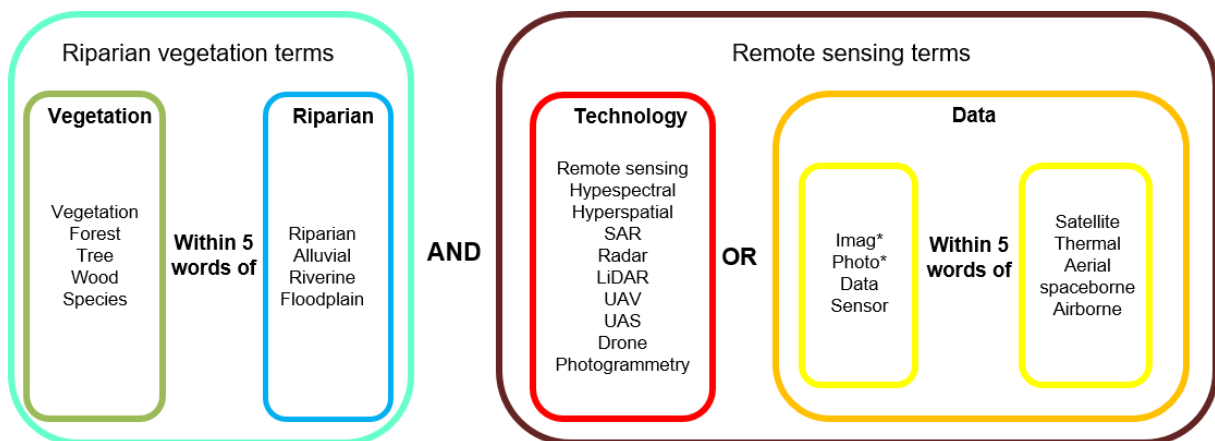 Riparian vegetation terms
Vegetation
Vegetation
Forest
Tree
Wood
Species
Within 5
words of
Riparian
Riparian
Alluvial
Riverine
Floodplain
AND
Remote sensing terms
Technology
Remote sensing
Hypespectral
Hyperspatial
SAR
Radar
LiDAR
UAV
UAS
Drone
Photogrammetry
OR
Data
Imag*
Photo*
Data
Sensor
Within 5
words of
Satellite
Thermal
Aerial
spaceborne
Airborne